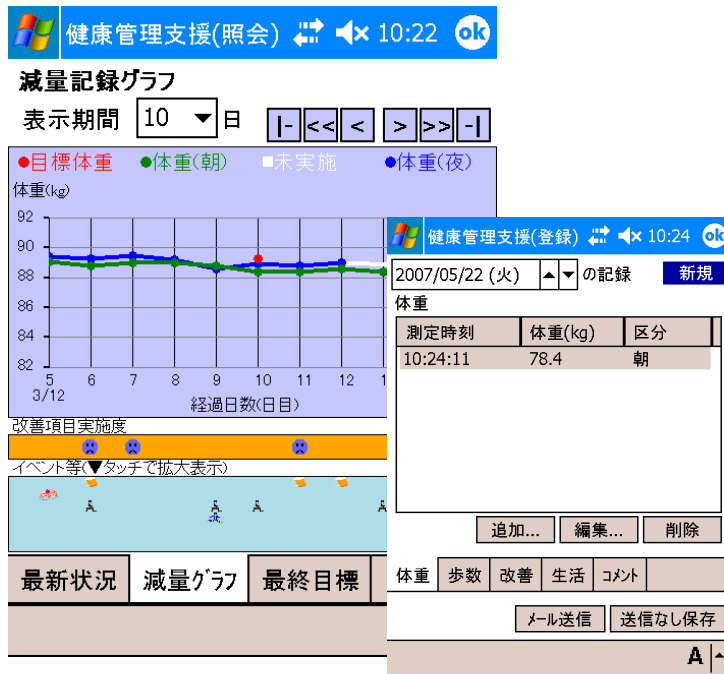 健康管理支援(照会) 10:22 ok
減量記録グラフ
表示期間 10 ▼ 日 |- << < > >> -|
●目標体重 ●体重(朝) ■未実施 ●体重(夜)
体重(kg)
92
90
88
86
84
82
5 6 7 8 9 10 11 12 1
3/12
経過日数(日目)
改善項目実施度
イベント等(▼タッチで拡大表示)
最新状況 減量グラフ 最終目標
健康管理支援(登録) 10:24 ok
2007/05/22 (火) ▲ ▼ の記録 新規
体重
測定時刻 体重(kg) 区分
10:24:11 78.4 朝
追加... 編集... 削除
体重 歩数 改善 生活 コメント
メール送信 送信なし保存
A